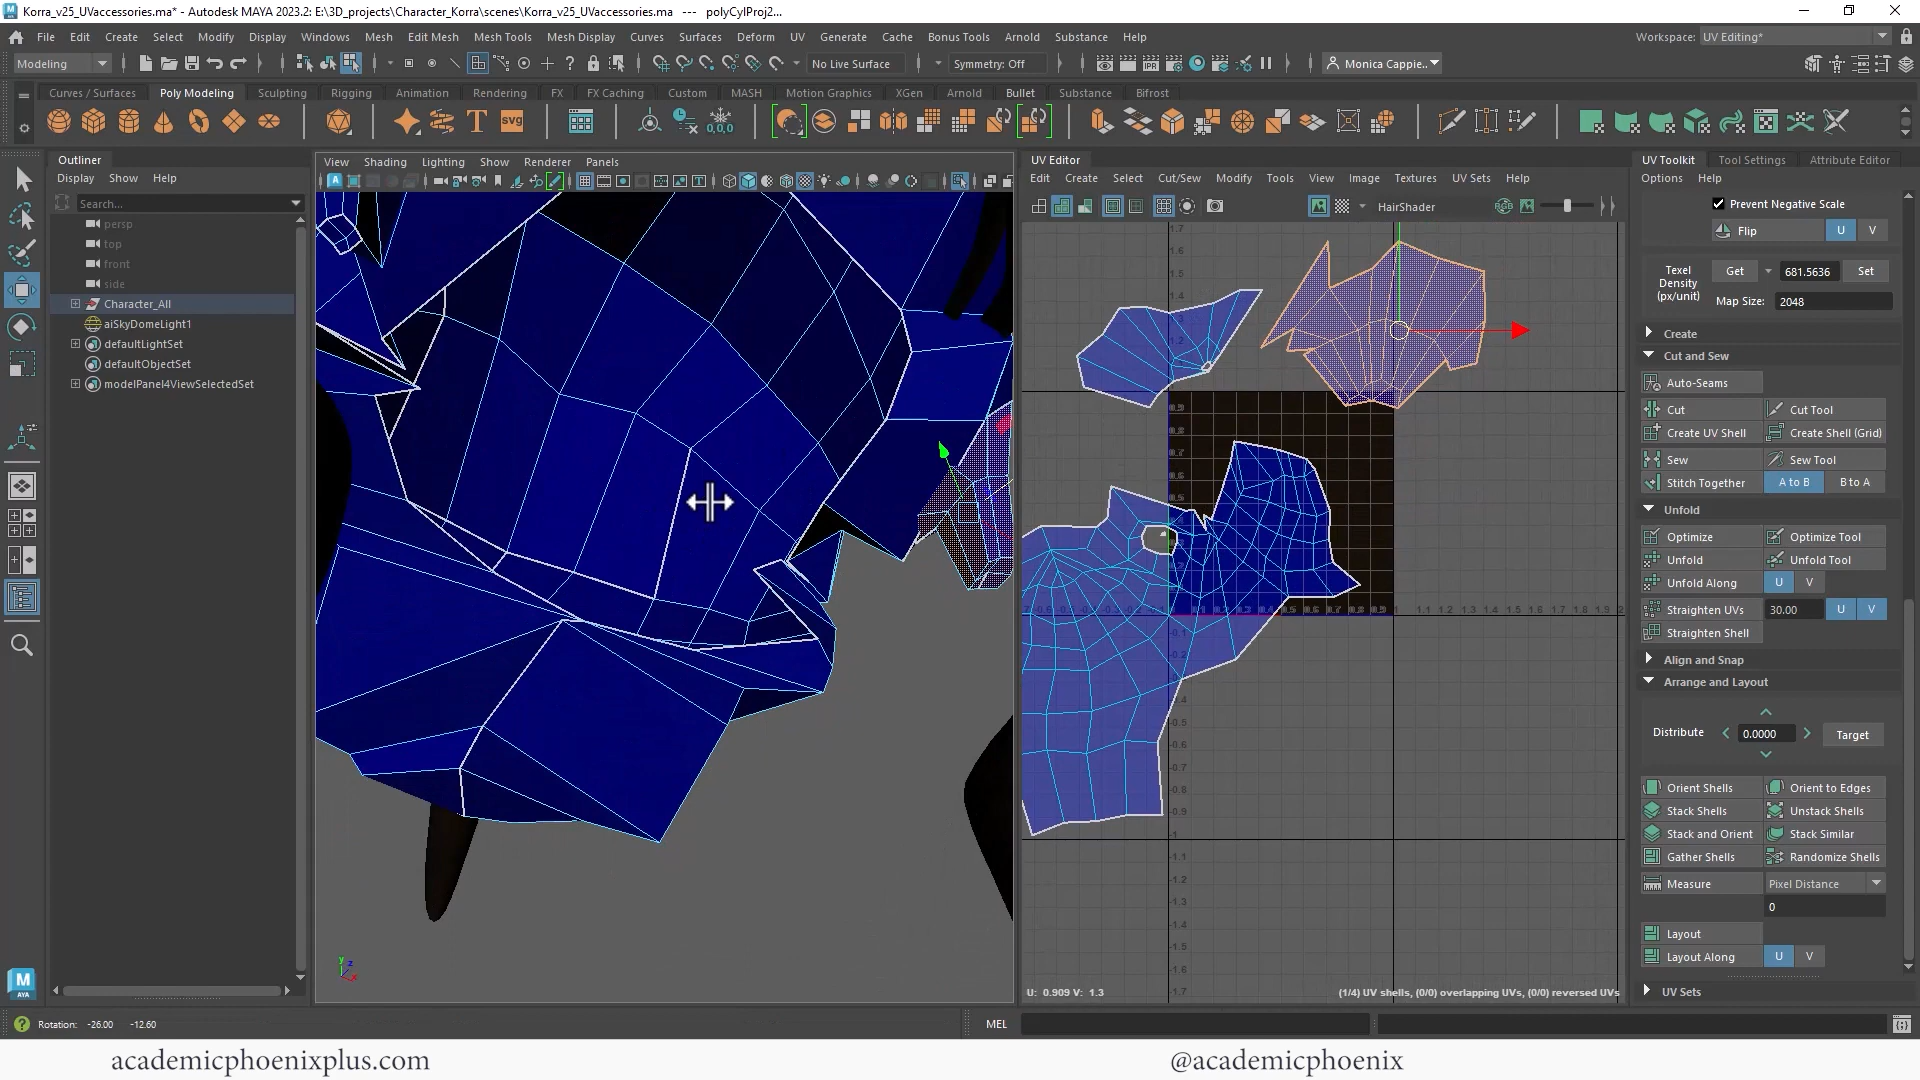 Korra_v25_UVaccessories.ma* - Autodesk MAYA 2023.2: E:\3D_projects\Character_Korra\scenes\Korra_v25_UVaccessories.ma --- polyCylProj2...
File Edit Create Select Modify Display Windows Mesh Edit Mesh Mesh Tools Mesh Display Curves Surfaces Deform UV Generate Cache Bonus Tools Arnold Substance Help Workspace: UV Editing*
Modeling No Live Surface Symmetry: Off Monica Cappie...
Curves / Surfaces Poly Modeling Sculpting Rigging Animation Rendering FX FX Caching Custom MASH Motion Graphics XGen Arnold Bullet Substance Bifrost
svg 0,0,0
Outliner
Display Show Help
Search...
persp
top
front
side
Character_All
aiSkyDomeLight1
defaultLightSet
defaultObjectSet
modelPanel4ViewSelectedSet
View Shading Lighting Show Renderer Panels
UV Editor
Edit Create Select Cut/Sew Modify Tools View Image Textures UV Sets Help
HairShader
U: 0.909 V: 1.3 (1/4) UV shells, (0/0) overlapping UVs, (0/0) reversed UVs
UV Toolkit Tool Settings Attribute Editor
Options Help
Prevent Negative Scale
Flip U V
Texel Density (px/unit) Get 681.5636 Set
Map Size: 2048
Create
Cut and Sew
Auto-Seams
Cut Cut Tool
Create UV Shell Create Shell (Grid)
Sew Sew Tool
Stitch Together A to B B to A
Unfold
Optimize Optimize Tool
Unfold Unfold Tool
Unfold Along U V
Straighten UVs 30.00 U V
Straighten Shell
Align and Snap
Arrange and Layout
Distribute 0.0000 Target
Orient Shells Orient to Edges
Stack Shells Unstack Shells
Stack and Orient Stack Similar
Gather Shells Randomize Shells
Measure Pixel Distance
0
Layout
Layout Along U V
UV Sets
Rotation: -26.00 -12.60 MEL
academicphoenixplus.com @academicphoenix